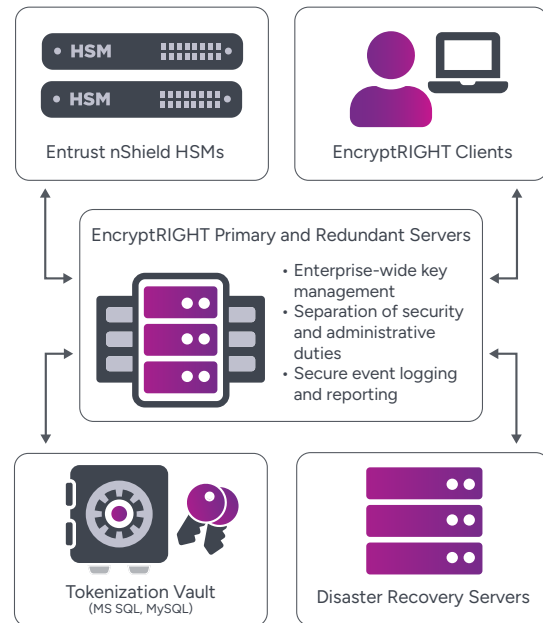 HSM
HSM
Entrust nShield HSMs
EncryptRIGHT Clients
EncryptRIGHT Primary and Redundant Servers
• Enterprise-wide key
management
• Separation of security
and administrative
duties
• Secure event logging
and reporting
Tokenization Vault
(MS SQL, MySQL)
Disaster Recovery Servers